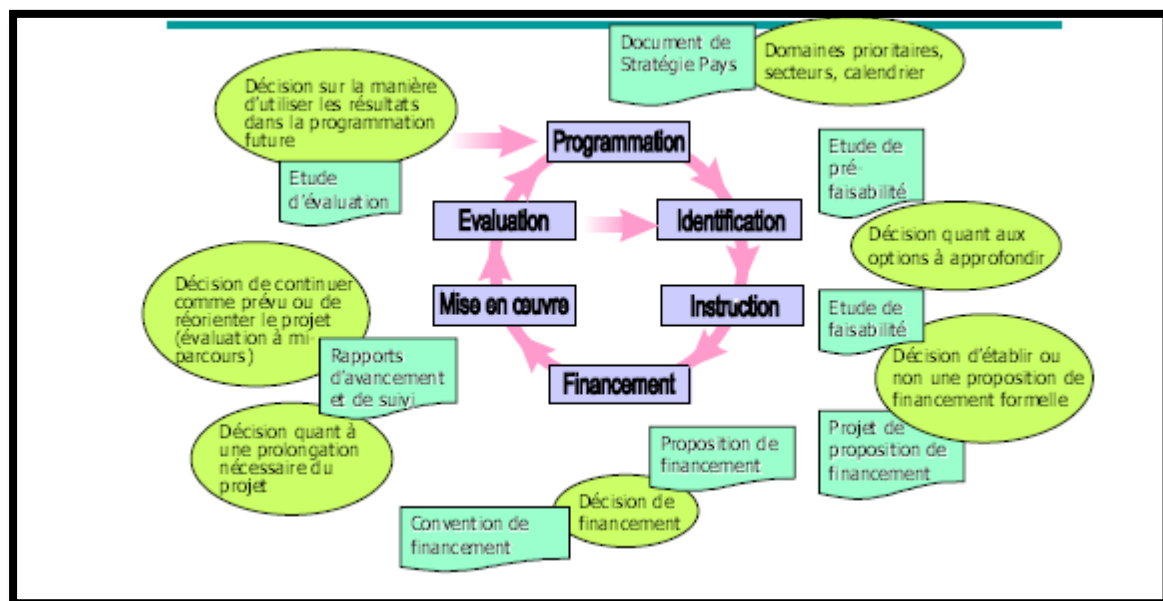 Document de
Stratégie Pays
Domaines prioritaires,
secteurs, calendrier
Décision sur la manière
d'utiliser les résultats
dans la programmation
future
Etude
d'évaluation
Programmation
Etude de
pré-
faisabilité
Evaluation
Identification
Décision quant aux
options à approfondir
Décision de continuer
comme prévu ou de
réorienter le projet
(évaluation à mi-
parcours)
Mise en œuvre
Instruction
Etude de
faisabilité
Rapports
d'avancement
et de suivi
Financement
Décision d'établir ou
non une proposition de
financement formelle
Décision quant à
une prolongation
nécessaire du
projet
Proposition de
financement
Projet de
proposition de
financement
Décision de
financement
Convention de
financement